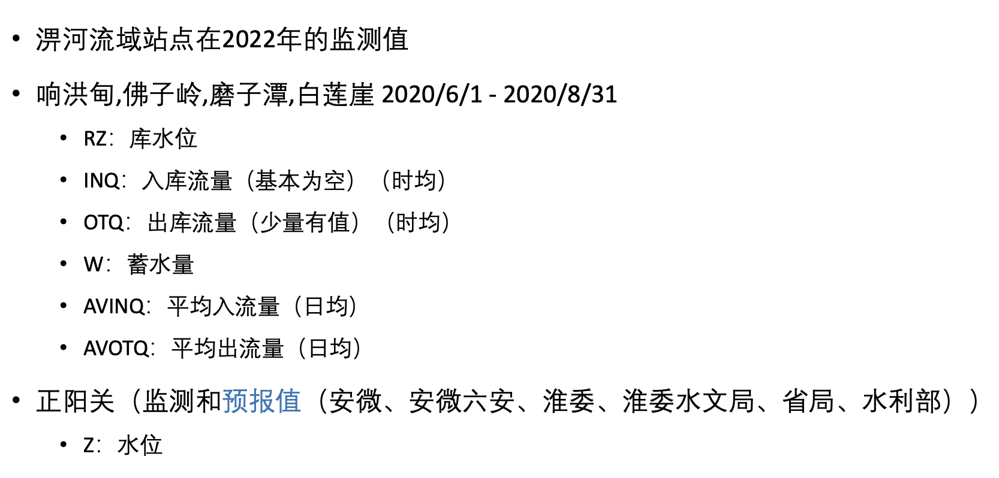 • 淠河流域站点在2022年的监测值
• 响洪甸,佛子岭,磨子潭,白莲崖 2020/6/1 - 2020/8/31
• RZ：库水位
• INQ：入库流量（基本为空）（时均）
• OTQ：出库流量（少量有值）（时均）
• W：蓄水量
• AVINQ：平均入流量（日均）
• AVOTQ：平均出流量（日均）
• 正阳关（监测和预报值（安微、安微六安、淮委、淮委水文局、省局、水利部））
• Z：水位